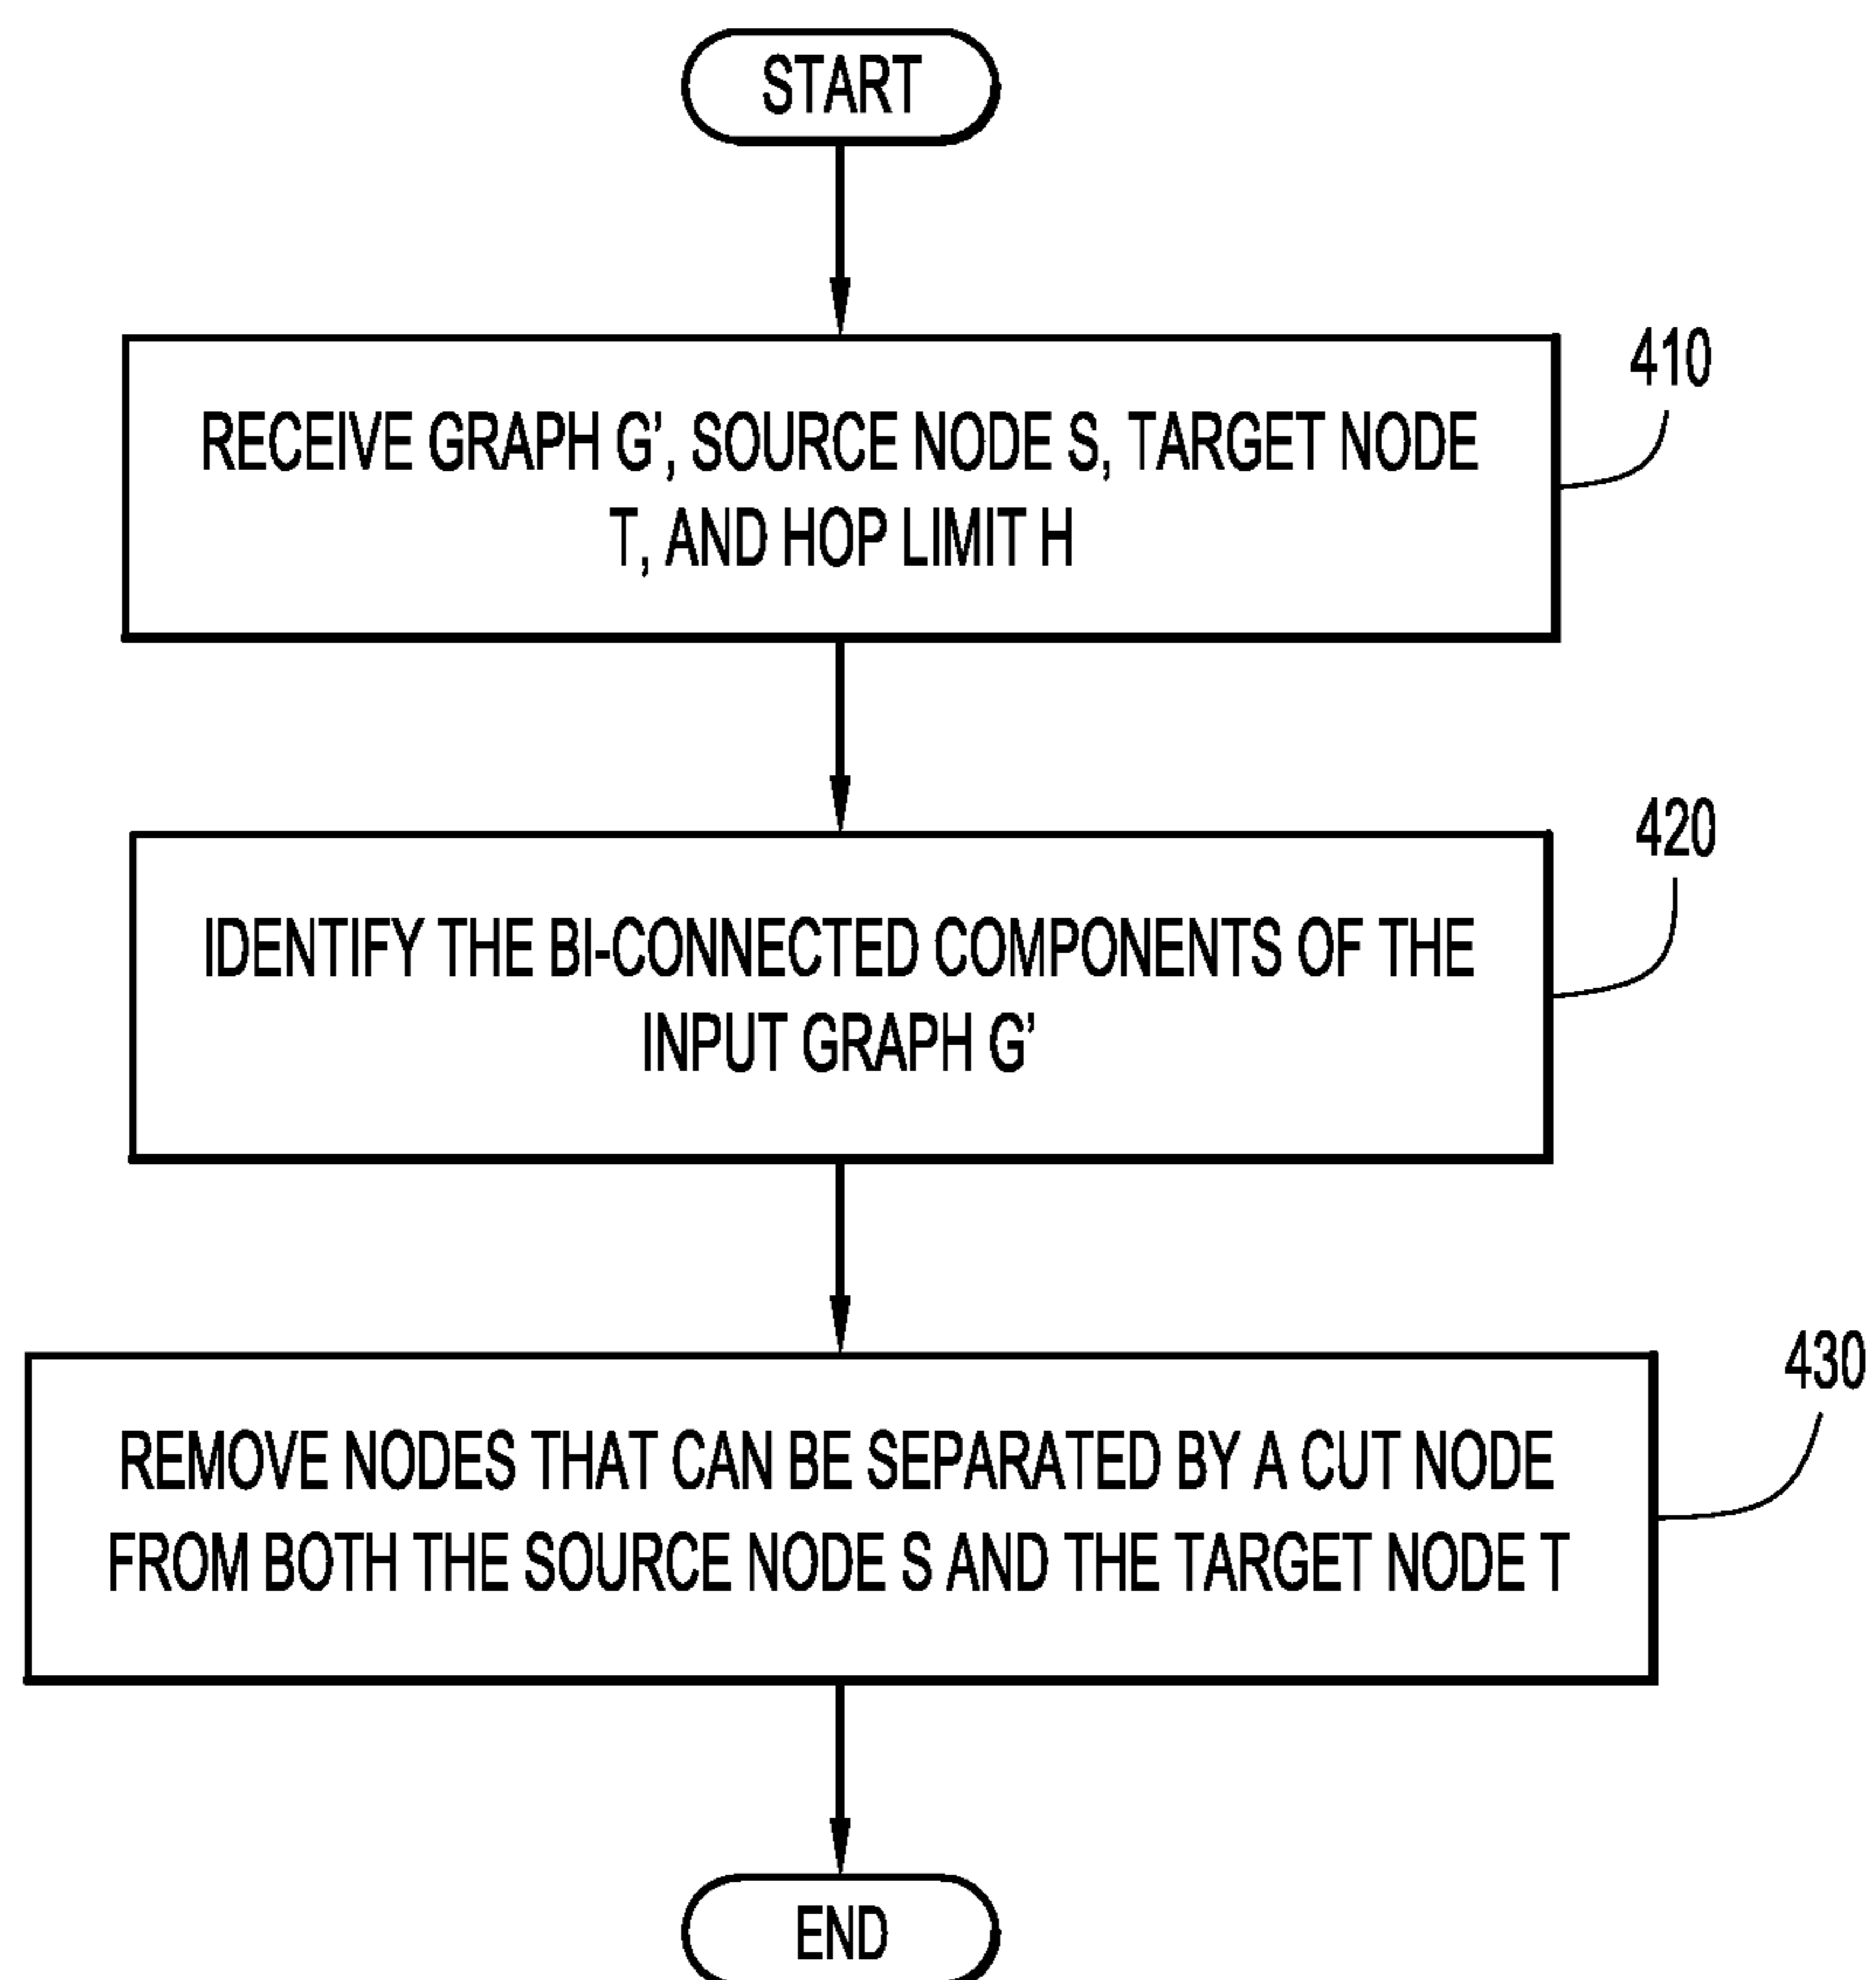 START
410
RECEIVE GRAPH G', SOURCE NODE S, TARGET NODE
T, AND HOP LIMIT H
420
IDENTIFY THE BI-CONNECTED COMPONENTS OF THE
INPUT GRAPH G'
430
REMOVE NODES THAT CAN BE SEPARATED BY A CUT NODE
FROM BOTH THE SOURCE NODE S AND THE TARGET NODE T
END